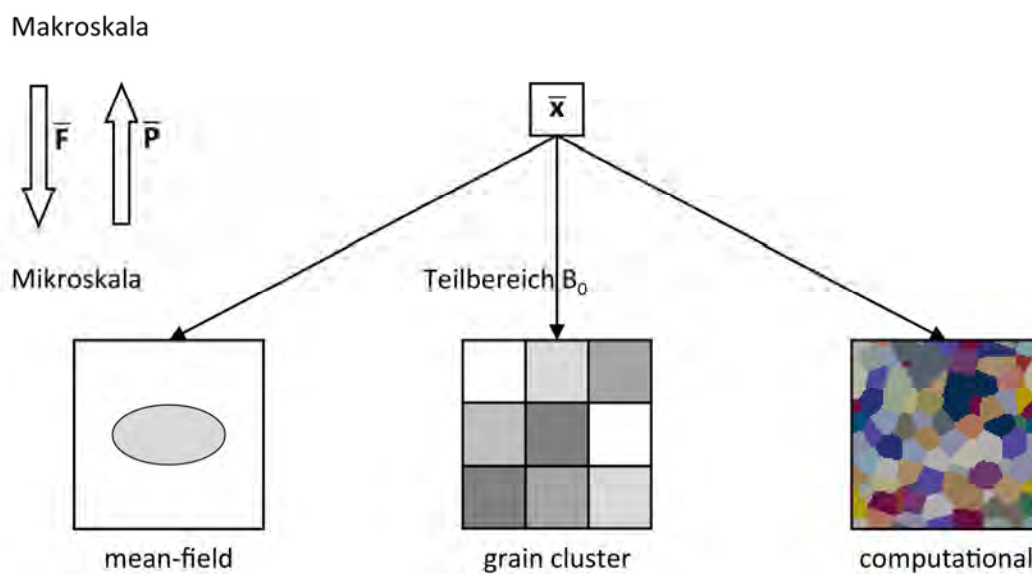 Makroskala
F̅ P̅
x̅
Mikroskala
Teilbereich B₀
mean-field
grain cluster
computational